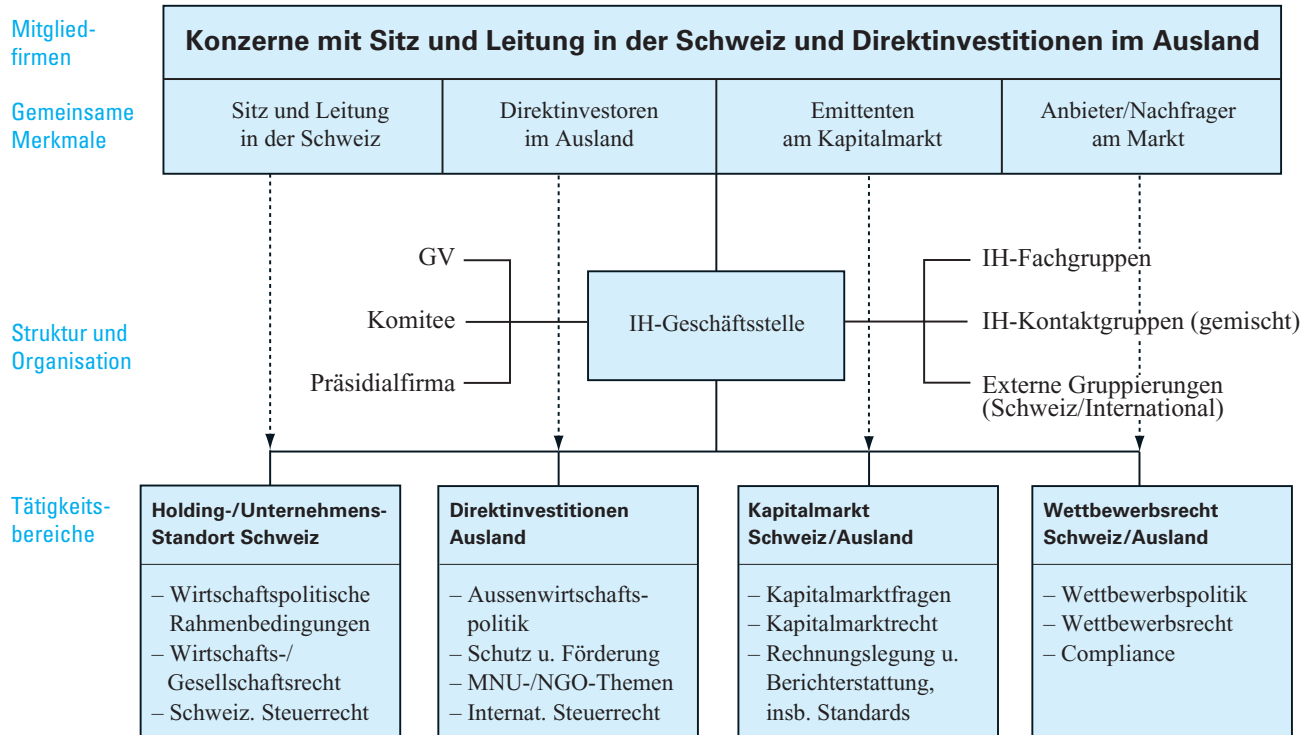 Mitglied-
firmen
Konzerne mit Sitz und Leitung in der Schweiz und Direktinvestitionen im Ausland
Gemeinsame
Merkmale
Sitz und Leitung
in der Schweiz
Direktinvestoren
im Ausland
Emittenten
am Kapitalmarkt
Anbieter/Nachfrager
am Markt
Struktur und
Organisation
GV
Komitee
Präsidialfirma
IH-Geschäftsstelle
IH-Fachgruppen
IH-Kontaktgruppen (gemischt)
Externe Gruppierungen
(Schweiz/International)
Tätigkeits-
bereiche
Holding-/Unternehmens-
Standort Schweiz
– Wirtschaftspolitische
Rahmenbedingungen
– Wirtschafts-/
Gesellschaftsrecht
– Schweiz. Steuerrecht
Direktinvestitionen
Ausland
– Aussenwirtschafts-
politik
– Schutz u. Förderung
– MNU-/NGO-Themen
– Internat. Steuerrecht
Kapitalmarkt
Schweiz/Ausland
– Kapitalmarktfragen
– Kapitalmarktrecht
– Rechnungslegung u.
Berichterstattung,
insb. Standards
Wettbewerbsrecht
Schweiz/Ausland
– Wettbewerbspolitik
– Wettbewerbsrecht
– Compliance